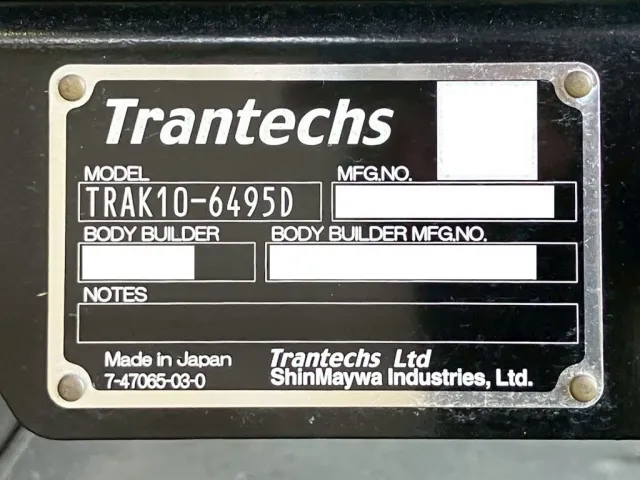 Trantechs
MODEL MFG.NO.
TRAK10-6495D
BODY BUILDER BODY BUILDER MFG.NO.
NOTES
Made in Japan Trantechs Ltd
7-47065-03-0 ShinMaywa Industries, Ltd.